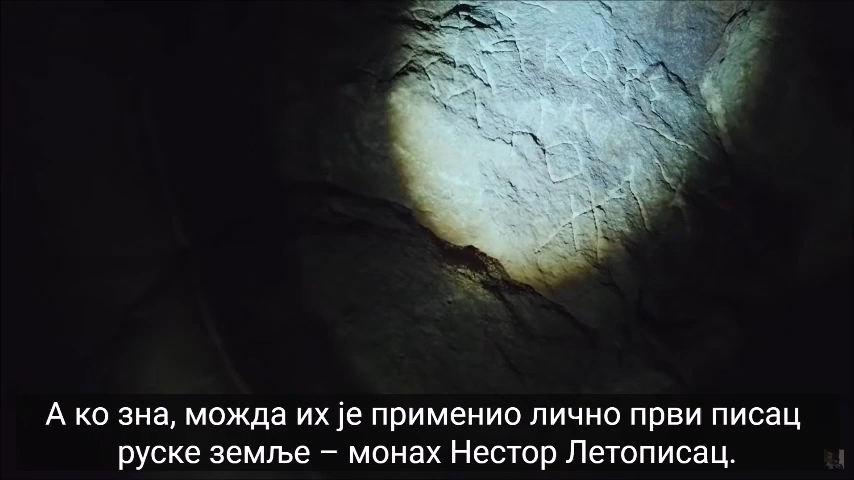 А ко зна, можда их је применио лично први писац
руске земље – монах Нестор Летописац.